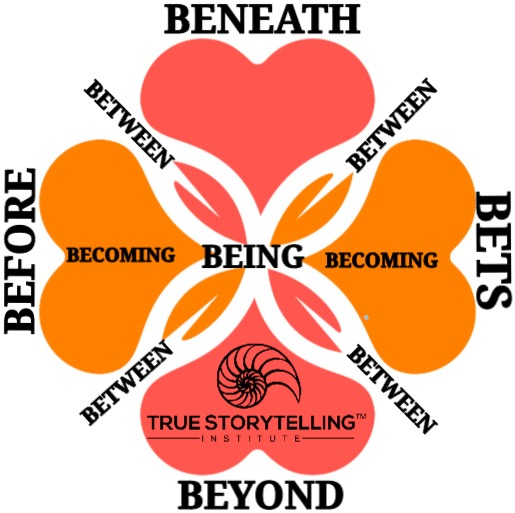 BENEATH
BETWEEN
BETWEEN
BEFORE
BETS
BECOMING
BEING
BECOMING
BETWEEN
BETWEEN
TRUE STORYTELLING™
INSTITUTE
BEYOND